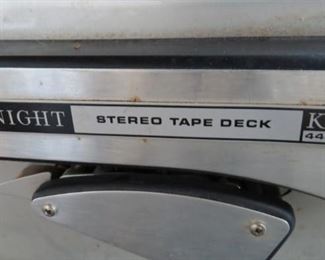 NIGHT STEREO TAPE DECK K
44